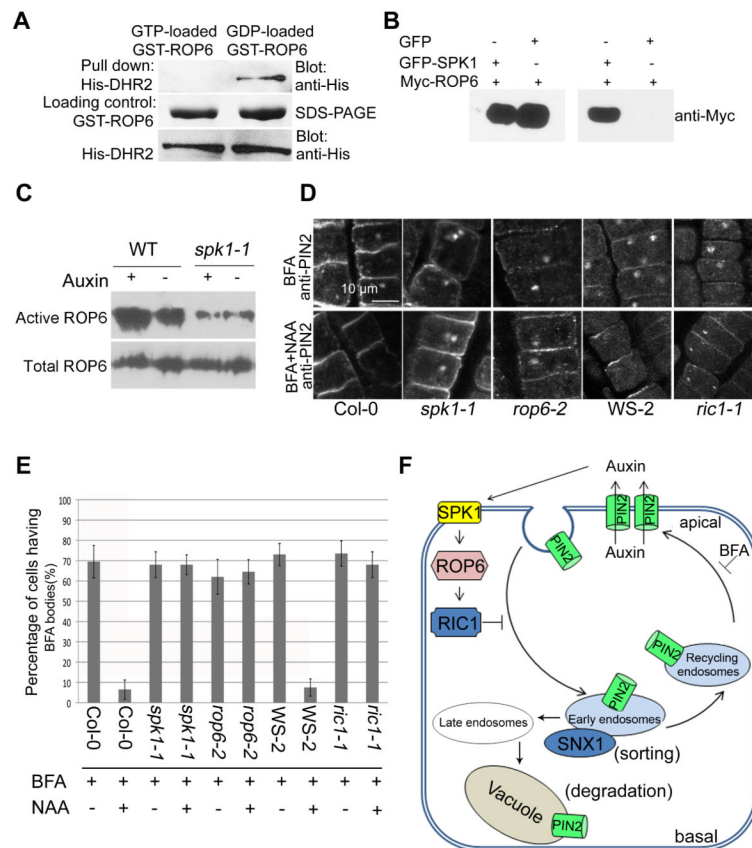 A
GTP-loaded GDP-loaded
GST-ROP6 GST-ROP6
Pull down: Blot:
His-DHR2 anti-His
Loading control:
GST-ROP6 SDS-PAGE
Blot:
His-DHR2 anti-His
B
GFP - + - +
GFP-SPK1 + - + -
Myc-ROP6 + + + +
anti-Myc
C
WT spk1-1
Auxin + - + -
Active ROP6
Total ROP6
D
BFA
anti-PIN2
10 µm
BFA+NAA
anti-PIN2
Col-0 spk1-1 rop6-2 WS-2 ric1-1
E
Percentage of cells having
BFA bodies(%)
100
90
80
70
60
50
40
30
20
10
0
Col-0 Col-0 spk1-1 spk1-1 rop6-2 rop6-2 WS-2 WS-2 ric1-1 ric1-1
BFA + + + + + + + + + +
NAA - + - + - + - + - +
F
Auxin
SPK1
PIN2 PIN2
apical
PIN2
Auxin
BFA
ROP6
RIC1
PIN2
Recycling
endosomes
PIN2
Late endosomes
Early endosomes
SNX1
(sorting)
Vacuole
(degradation)
PIN2
basal